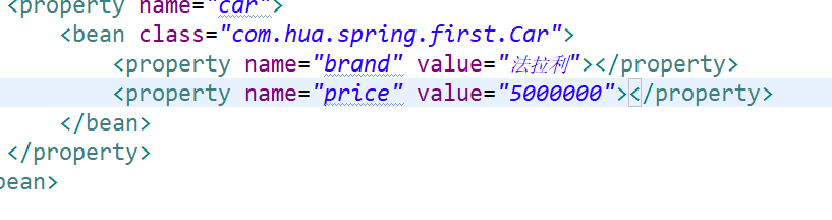 <property name="car">
<bean class="com.hua.spring.first.Car">
<property name="brand" value="法拉利"></property>
<property name="price" value="5000000"></property>
</bean>
</property>
bean>